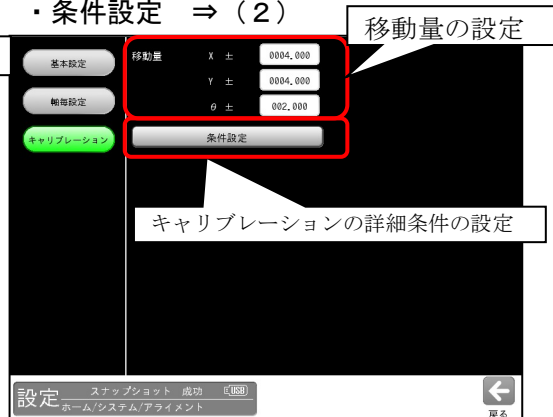 ・条件設定 ⇒（２）
移動量の設定
基本設定
移動量 X ± 0004.000
Y ± 0004.000
軸毎設定
θ ± 002.000
キャリブレーション
条件設定
キャリブレーションの詳細条件の設定
設定
スナップショット 成功 USB
ホーム/システム/アライメント
戻る